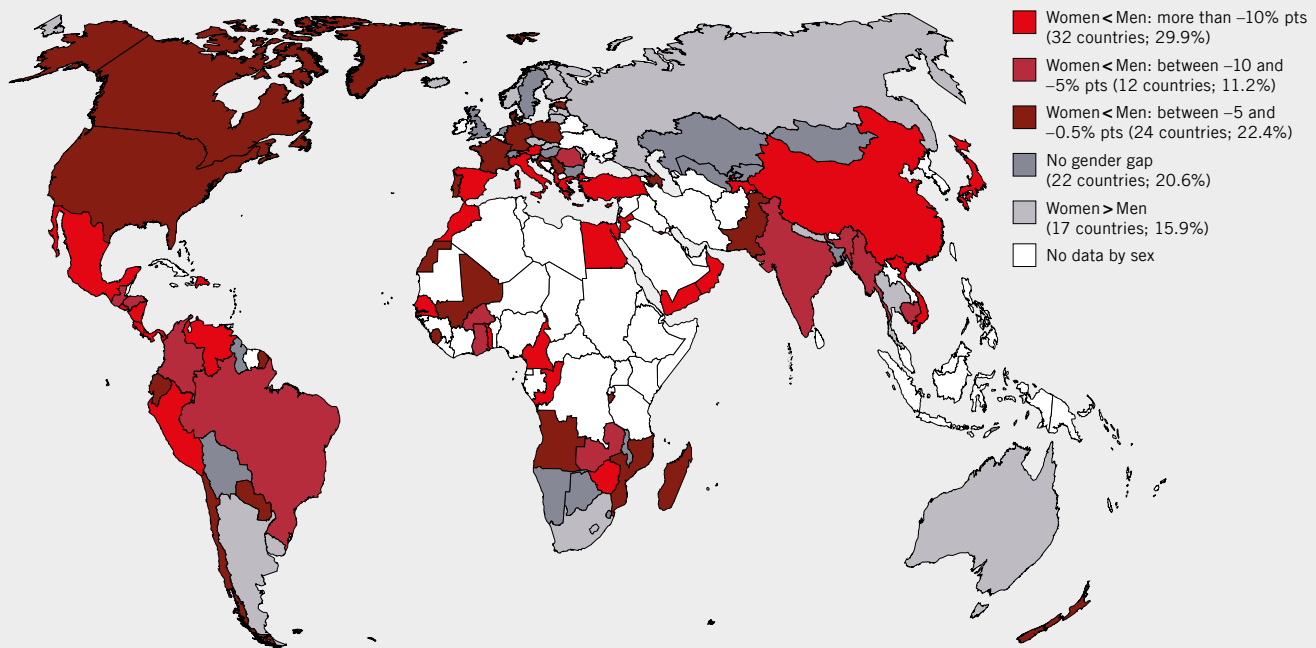 Women < Men: more than –10% pts
(32 countries; 29.9%)
Women < Men: between –10 and
–5% pts (12 countries; 11.2%)
Women < Men: between –5 and
–0.5% pts (24 countries; 22.4%)
No gender gap
(22 countries; 20.6%)
Women > Men
(17 countries; 15.9%)
No data by sex